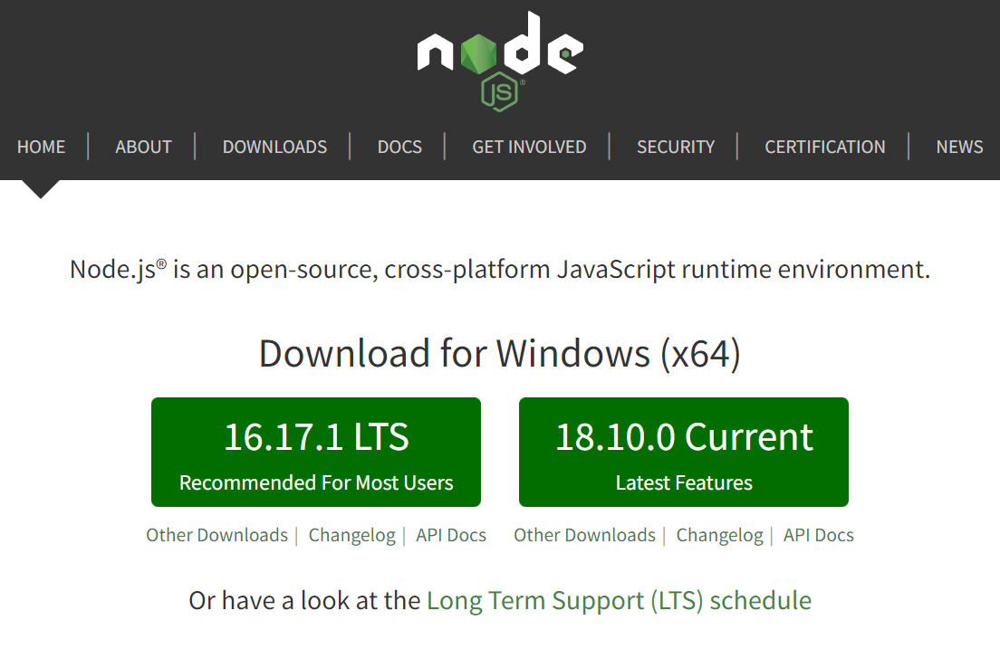 node
JS®
HOME | ABOUT | DOWNLOADS | DOCS | GET INVOLVED | SECURITY | CERTIFICATION | NEWS
Node.js® is an open-source, cross-platform JavaScript runtime environment.
Download for Windows (x64)
16.17.1 LTS
Recommended For Most Users
18.10.0 Current
Latest Features
Other Downloads | Changelog | API Docs
Other Downloads | Changelog | API Docs
Or have a look at the Long Term Support (LTS) schedule